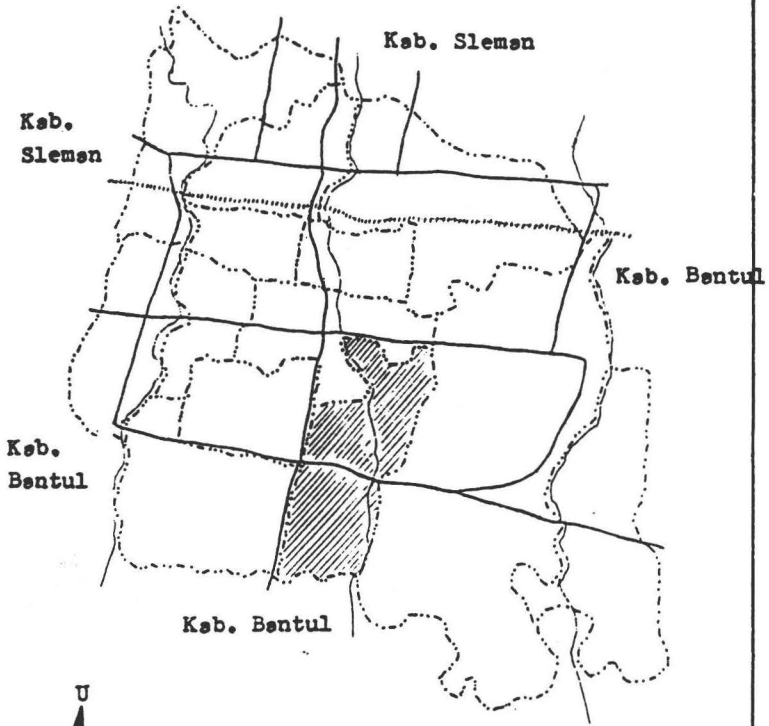 Kab. Sleman
Kab.
Sleman
Kab. Bantul
Kab.
Bantul
Kab. Bantul
U